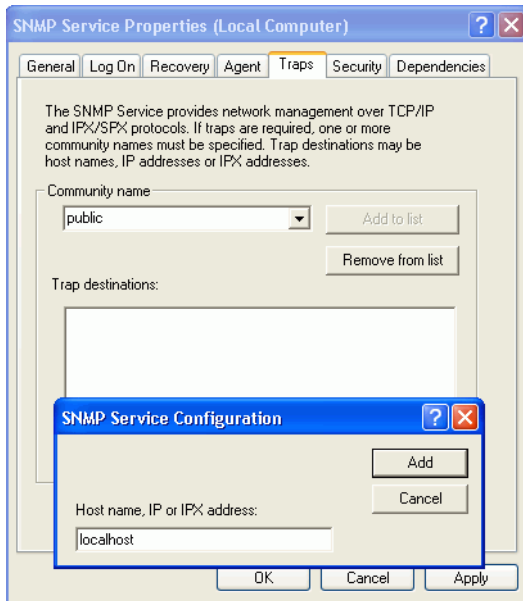 SNMP Service Properties (Local Computer)
General Log On Recovery Agent Traps Security Dependencies
The SNMP Service provides network management over TCP/IP
and IPX/SPX protocols. If traps are required, one or more
community names must be specified. Trap destinations may be
host names, IP addresses or IPX addresses.
Community name
public
Add to list
Remove from list
Trap destinations:
SNMP Service Configuration
Add
Cancel
Host name, IP or IPX address:
localhost
OK Cancel Apply